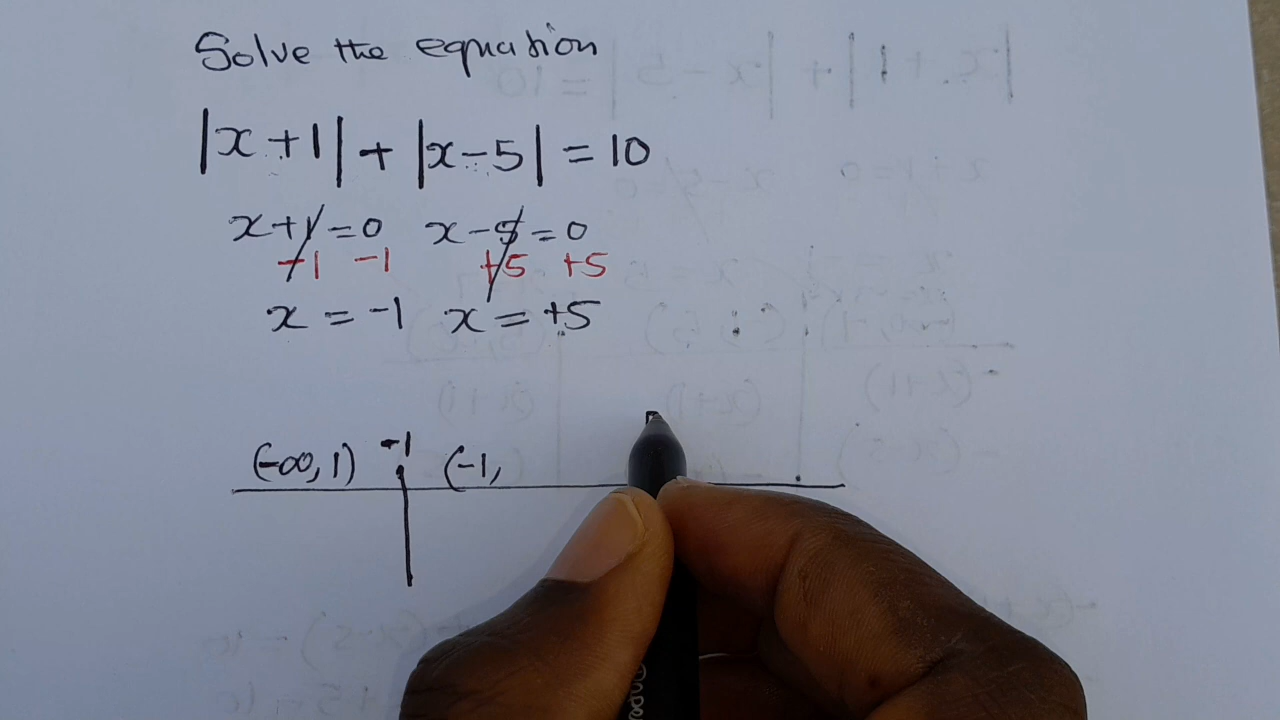 Solve the equation
|x+1| + |x-5| = 10
x+1=0 x-5=0
-1 -1 +5 +5
x = -1 x = +5
-1
(-∞, 1) (-1,